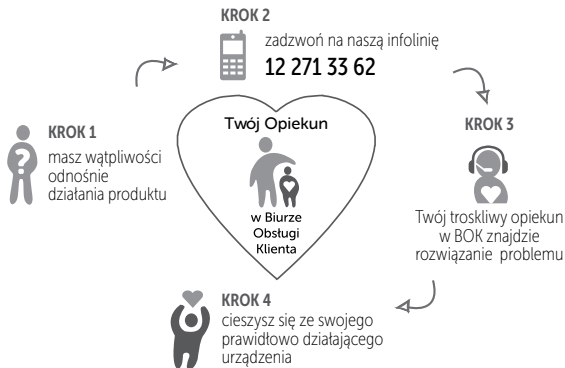 KROK 1
masz wątpliwości
odnośnie
działania produktu
KROK 2
zadzwoń na naszą infolinię
12 271 33 62
KROK 3
Twój troskliwy opiekun
w BOK znajdzie
rozwiązanie problemu
KROK 4
cieszysz się ze swojego
prawidłowo działającego
urządzenia
Twój Opiekun
w Biurze
Obsługi
Klienta
?